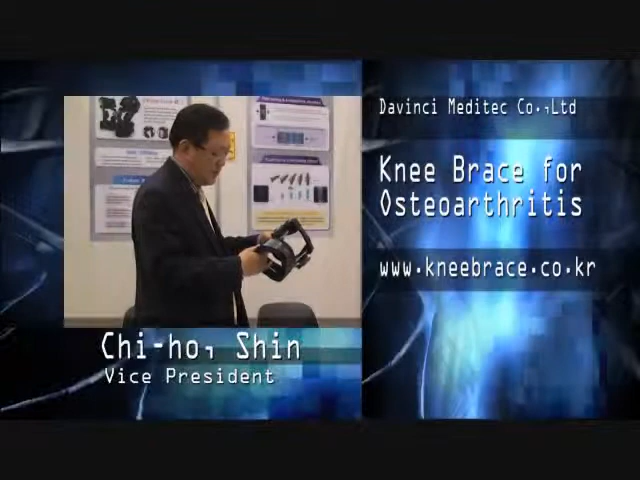 Davinci Meditec Co.,Ltd
Knee Brace for
Osteoarthritis
www.kneebrace.co.kr
Chi-ho, Shin
Vice President